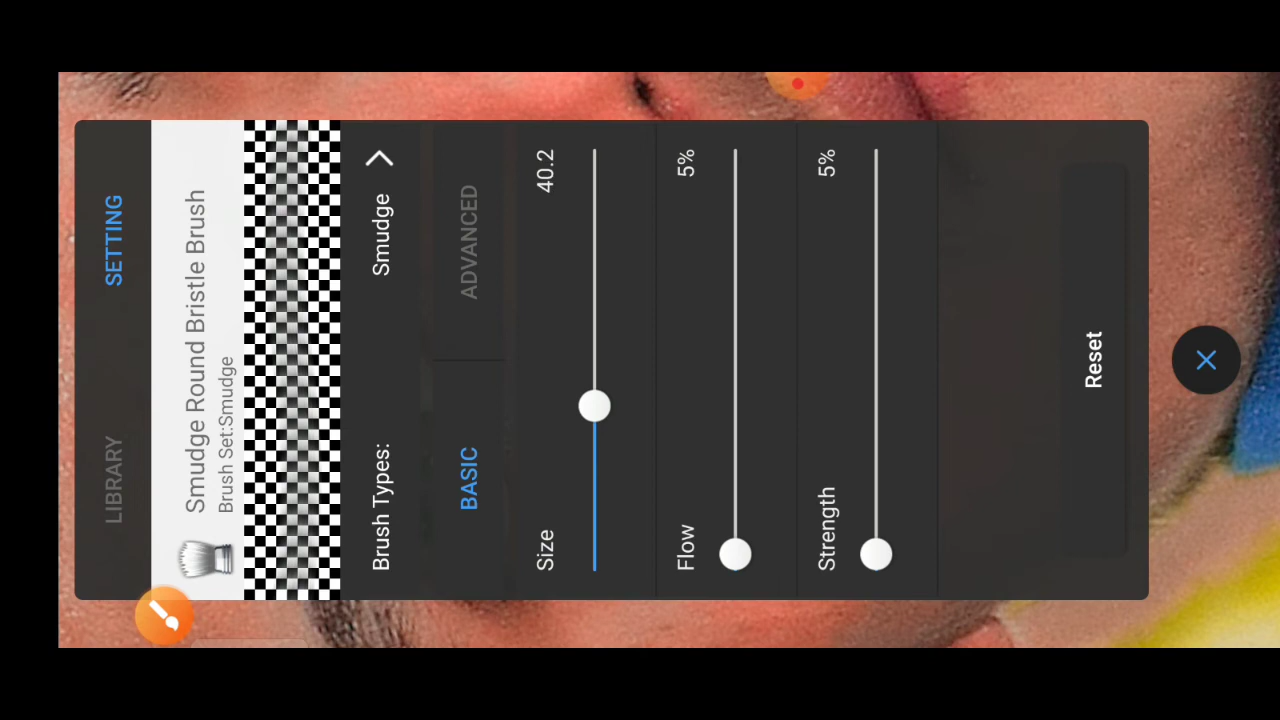 LIBRARY SETTING
Smudge Round Bristle Brush
Brush Set:Smudge
Brush Types: Smudge
BASIC ADVANCED
Size 40.2
Flow 5%
Strength 5%
Reset